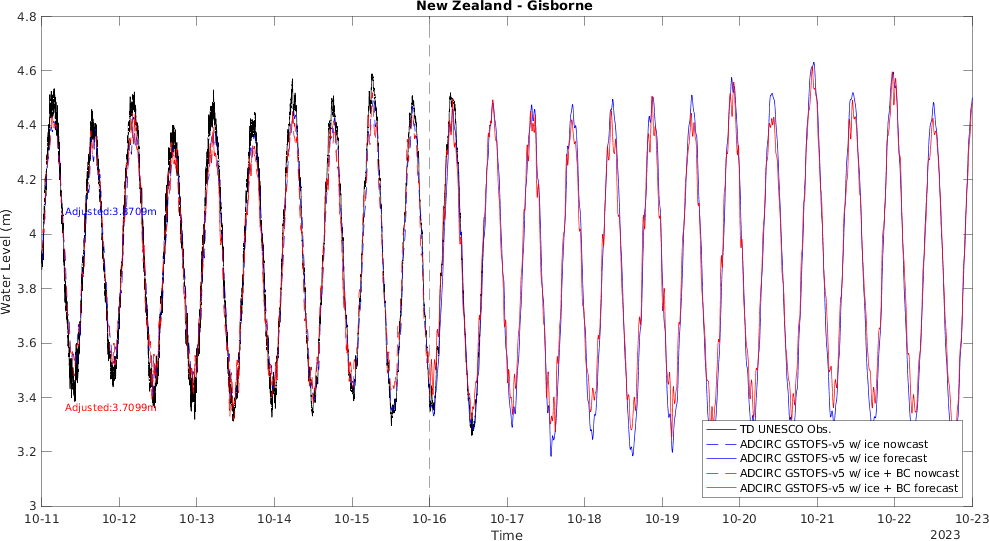 New Zealand - Gisborne
4.8
4.6
4.4
4.2
4
3.8
3.6
3.4
3.2
3
Water Level (m)
Adjusted:3.8709m
Adjusted:3.7099m
TD UNESCO Obs.
ADCIRC GSTOFS-v5 w/ ice nowcast
ADCIRC GSTOFS-v5 w/ ice forecast
ADCIRC GSTOFS-v5 w/ ice + BC nowcast
ADCIRC GSTOFS-v5 w/ ice + BC forecast
10-11 10-12 10-13 10-14 10-15 10-16 10-17 10-18 10-19 10-20 10-21 10-22 10-23
Time
2023